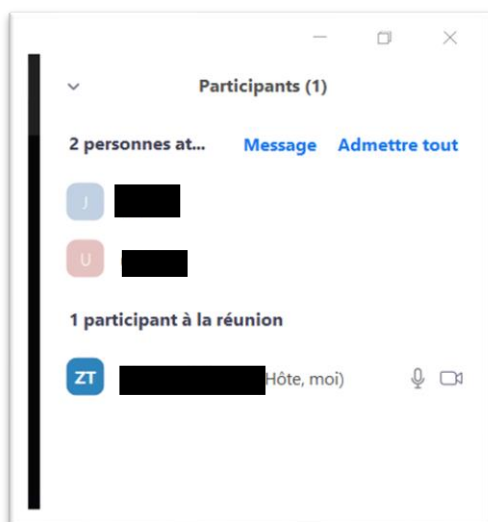 Participants (1)
2 personnes at... Message Admettre tout
J
U
1 participant à la réunion
ZT Hôte, moi)